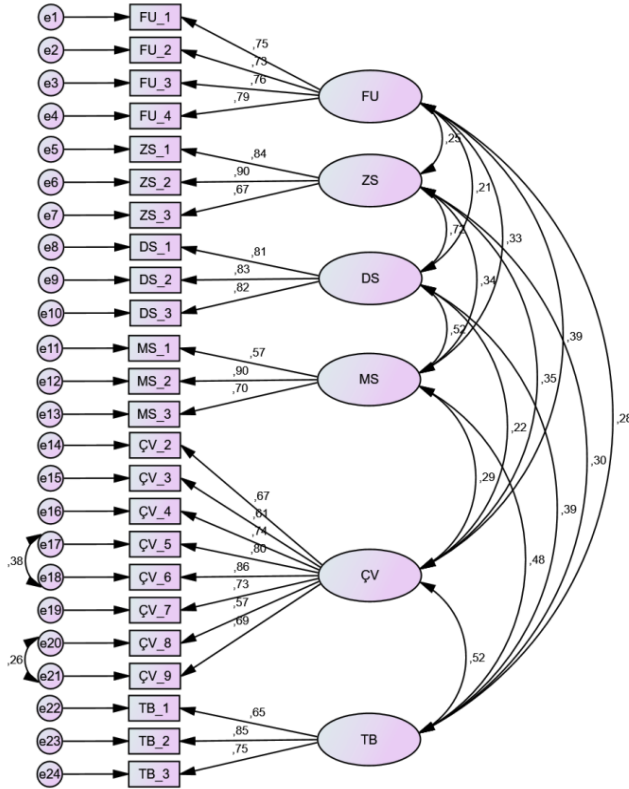 e1 FU_1
e2 FU_2
e3 FU_3
e4 FU_4
e5 ZS_1
e6 ZS_2
e7 ZS_3
e8 DS_1
e9 DS_2
e10 DS_3
e11 MS_1
e12 MS_2
e13 MS_3
e14 ÇV_2
e15 ÇV_3
e16 ÇV_4
e17 ÇV_5
e18 ÇV_6
e19 ÇV_7
e20 ÇV_8
e21 ÇV_9
e22 TB_1
e23 TB_2
e24 TB_3
,38
,26
,75
,73
,76
,79
,84
,90
,67
,81
,83
,82
,57
,90
,70
,67
,61
,74
,80
,86
,73
,57
,69
,65
,85
,75
FU
ZS
DS
MS
ÇV
TB
,25
,21
,33
,72
,34
,52
,39
,35
,28
,22
,30
,29
,39
,48
,52